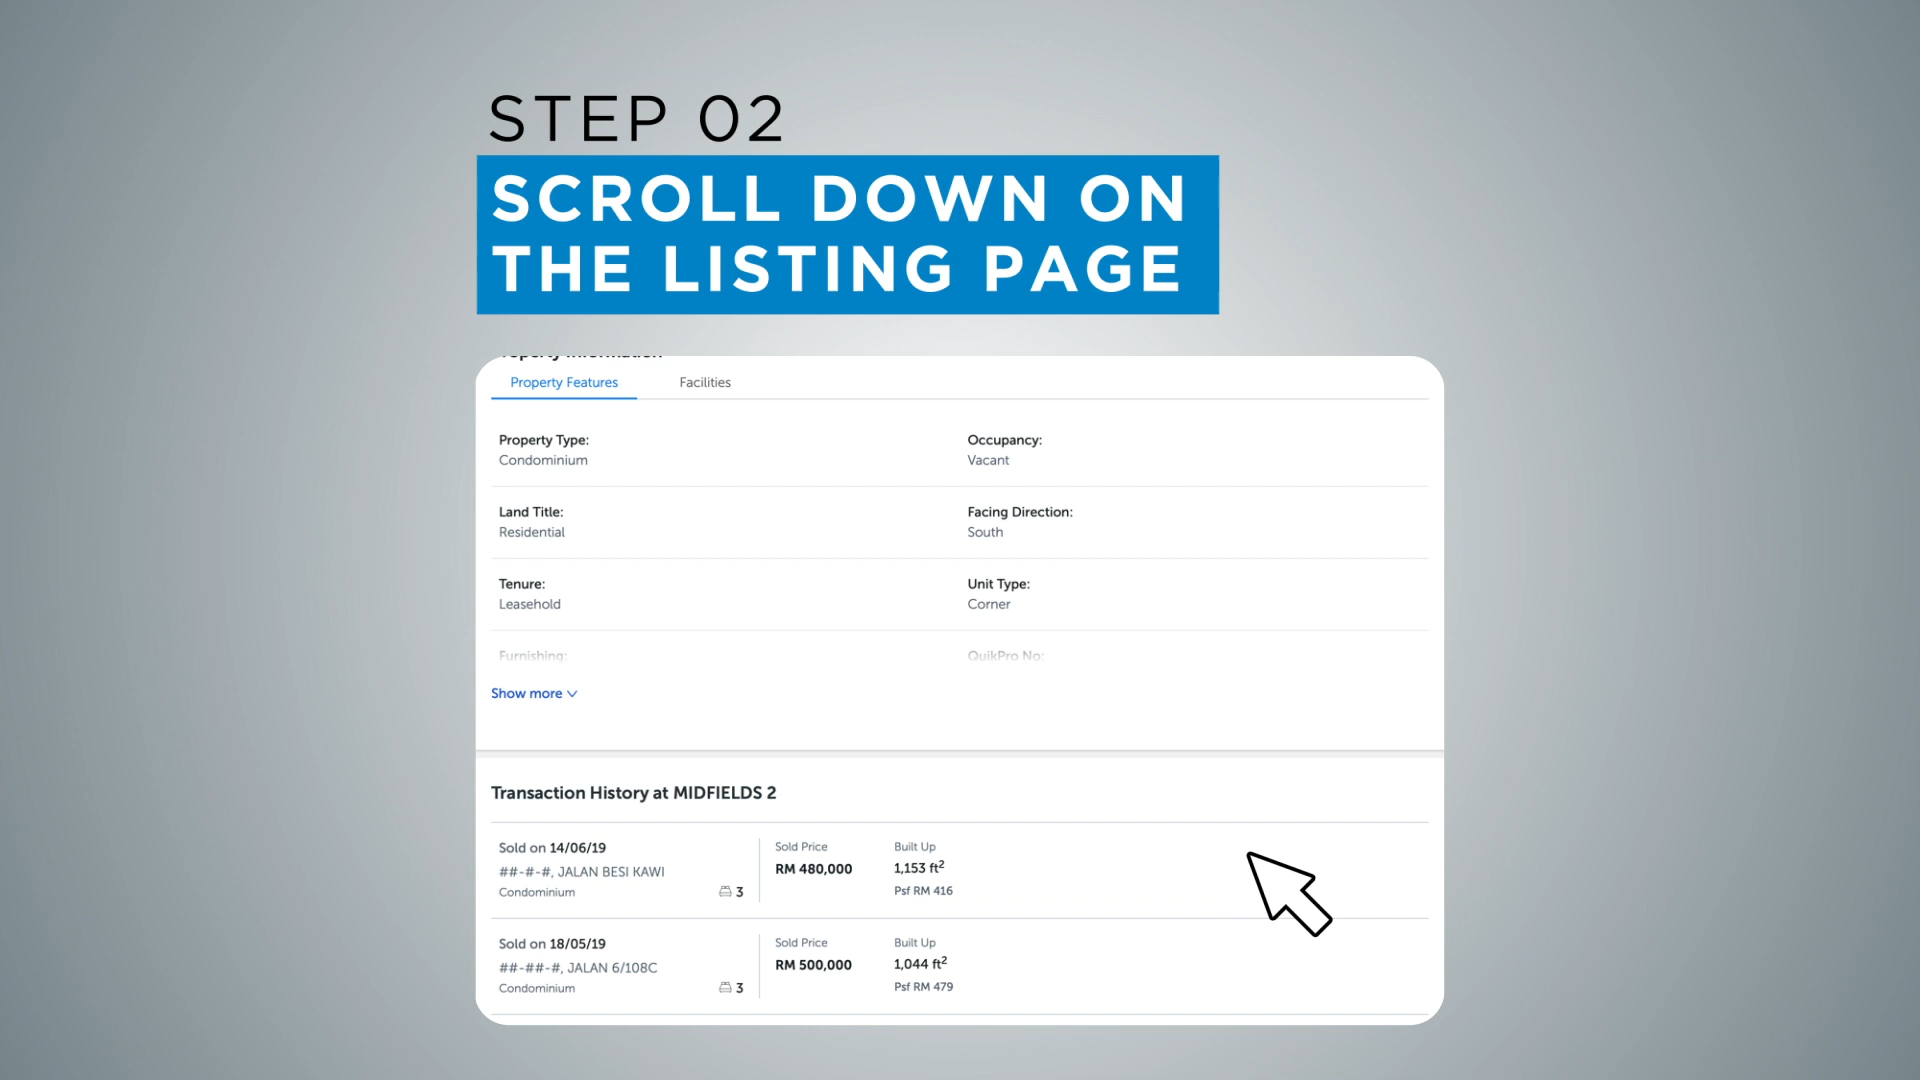 STEP 02
SCROLL DOWN ON
THE LISTING PAGE
Property Information
Property Features Facilities
Property Type: Occupancy:
Condominium Vacant
Land Title: Facing Direction:
Residential South
Tenure: Unit Type:
Leasehold Corner
Furnishing: QuikPro No:
Show more
Transaction History at MIDFIELDS 2
Sold on 14/06/19 Sold Price Built Up
##-#-#, JALAN BESI KAWI RM 480,000 1,153 ft²
Condominium 3 Psf RM 416
Sold on 18/05/19 Sold Price Built Up
##-##-#, JALAN 6/108C RM 500,000 1,044 ft²
Condominium 3 Psf RM 479